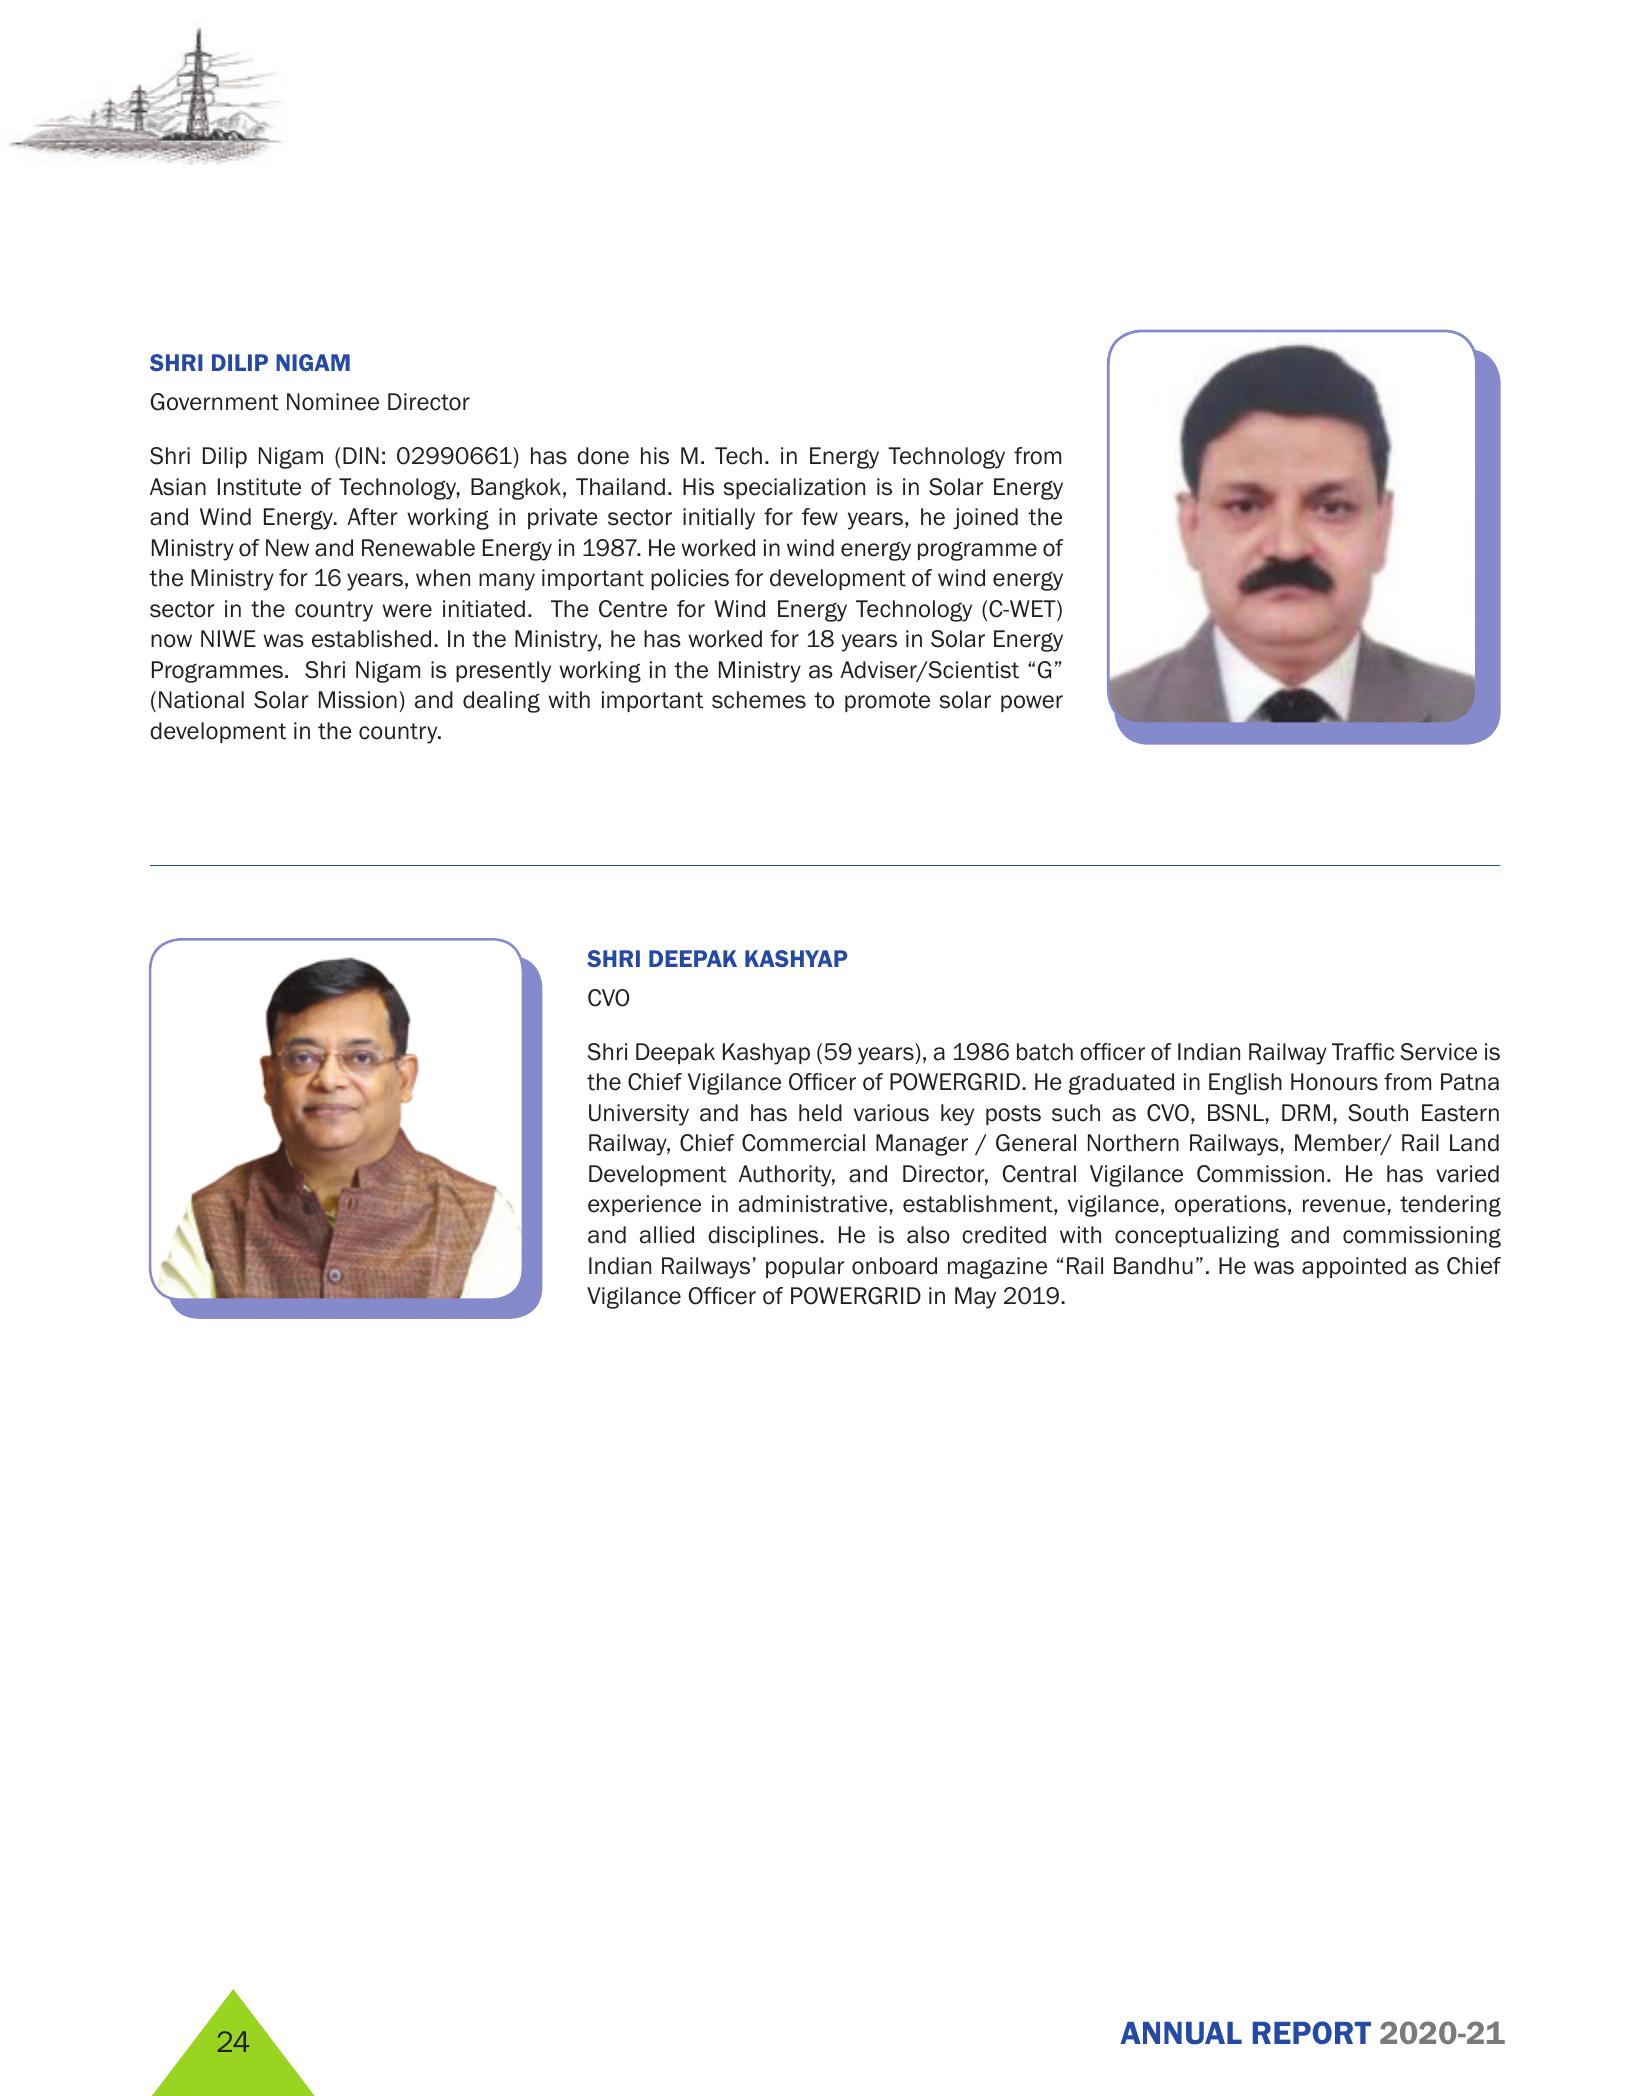 SHRI DILIP NIGAM
Government Nominee Director
Shri Dilip Nigam (DIN: 02990661) has done his M. Tech. in Energy Technology from
Asian Institute of Technology, Bangkok, Thailand. His specialization is in Solar Energy
and Wind Energy. After working in private sector initially for few years, he joined the
Ministry of New and Renewable Energy in 1987. He worked in wind energy programme of
the Ministry for 16 years, when many important policies for development of wind energy
sector in the country were initiated.  The Centre for Wind Energy Technology (C-WET)
now NIWE was established. In the Ministry, he has worked for 18 years in Solar Energy
Programmes.  Shri Nigam is presently working in the Ministry as Adviser/Scientist “G”
(National Solar Mission) and dealing with important schemes to promote solar power
development in the country.
SHRI DEEPAK KASHYAP
CVO
Shri Deepak Kashyap (59 years), a 1986 batch officer of Indian Railway Traffic Service is
the Chief Vigilance Officer of POWERGRID. He graduated in English Honours from Patna
University and has held various key posts such as CVO, BSNL, DRM, South Eastern
Railway, Chief Commercial Manager / General Northern Railways, Member/ Rail Land
Development Authority, and Director, Central Vigilance Commission. He has varied
experience in administrative, establishment, vigilance, operations, revenue, tendering
and allied disciplines. He is also credited with conceptualizing and commissioning
Indian Railways’ popular onboard magazine “Rail Bandhu”. He was appointed as Chief
Vigilance Officer of POWERGRID in May 2019.
24
ANNUAL REPORT 2020-21